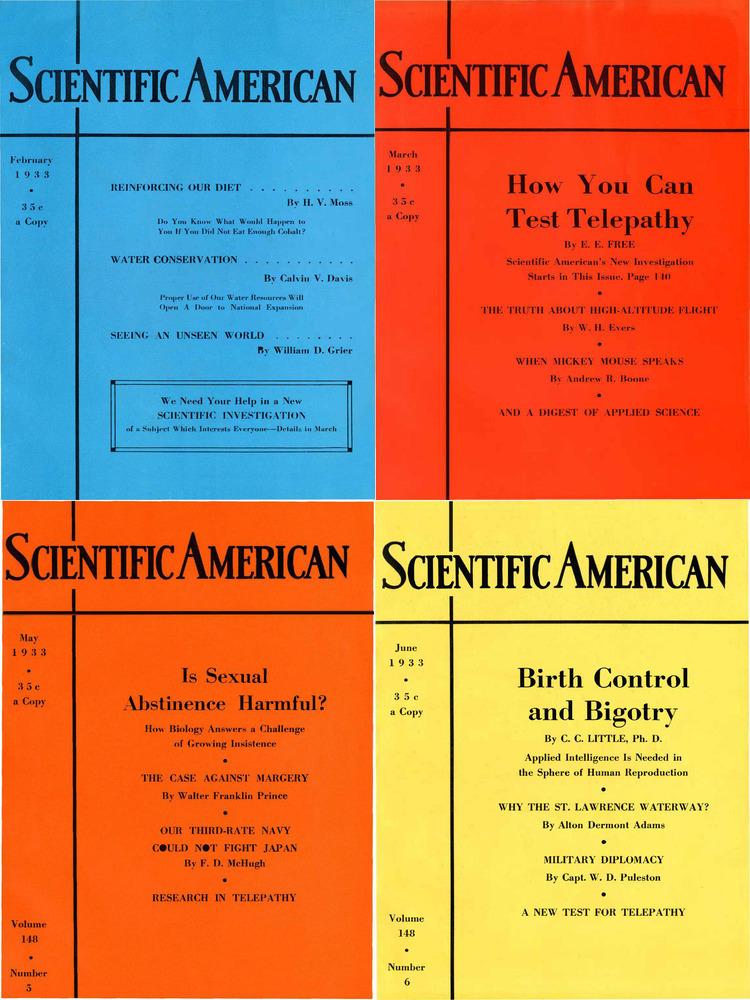 SCIENTIFIC AMERICAN
February
1933
•
35c
a Copy
REINFORCING OUR DIET . . . . . . . . . .
By H. V. Moss
Do You Know What Would Happen to
You If You Did Not Eat Enough Cobalt?
WATER CONSERVATION . . . . . . . . . . .
By Calvin V. Davis
Proper Use of Our Water Resources Will
Open A Door to National Expansion
SEEING AN UNSEEN WORLD . . . . . . . .
By William D. Grier
We Need Your Help in a New
SCIENTIFIC INVESTIGATION
of a Subject Which Interests Everyone—Details in March
SCIENTIFIC AMERICAN
March
1933
•
35c
a Copy
How You Can
Test Telepathy
By E. E. FREE
Scientific American's New Investigation
Starts in This Issue. Page 140
•
THE TRUTH ABOUT HIGH-ALTITUDE FLIGHT
By W. H. Evers
•
WHEN MICKEY MOUSE SPEAKS
By Andrew R. Boone
•
AND A DIGEST OF APPLIED SCIENCE
SCIENTIFIC AMERICAN
May
1933
•
35c
a Copy
Is Sexual
Abstinence Harmful?
How Biology Answers a Challenge
of Growing Insistence
•
THE CASE AGAINST MARGERY
By Walter Franklin Prince
•
OUR THIRD-RATE NAVY
COULD NOT FIGHT JAPAN
By F. D. McHugh
•
RESEARCH IN TELEPATHY
Volume
148
•
Number
5
SCIENTIFIC AMERICAN
June
1933
•
35c
a Copy
Birth Control
and Bigotry
By C. C. LITTLE, Ph. D.
Applied Intelligence Is Needed in
the Sphere of Human Reproduction
•
WHY THE ST. LAWRENCE WATERWAY?
By Alton Dermont Adams
•
MILITARY DIPLOMACY
By Capt. W. D. Puleston
•
A NEW TEST FOR TELEPATHY
Volume
148
•
Number
6